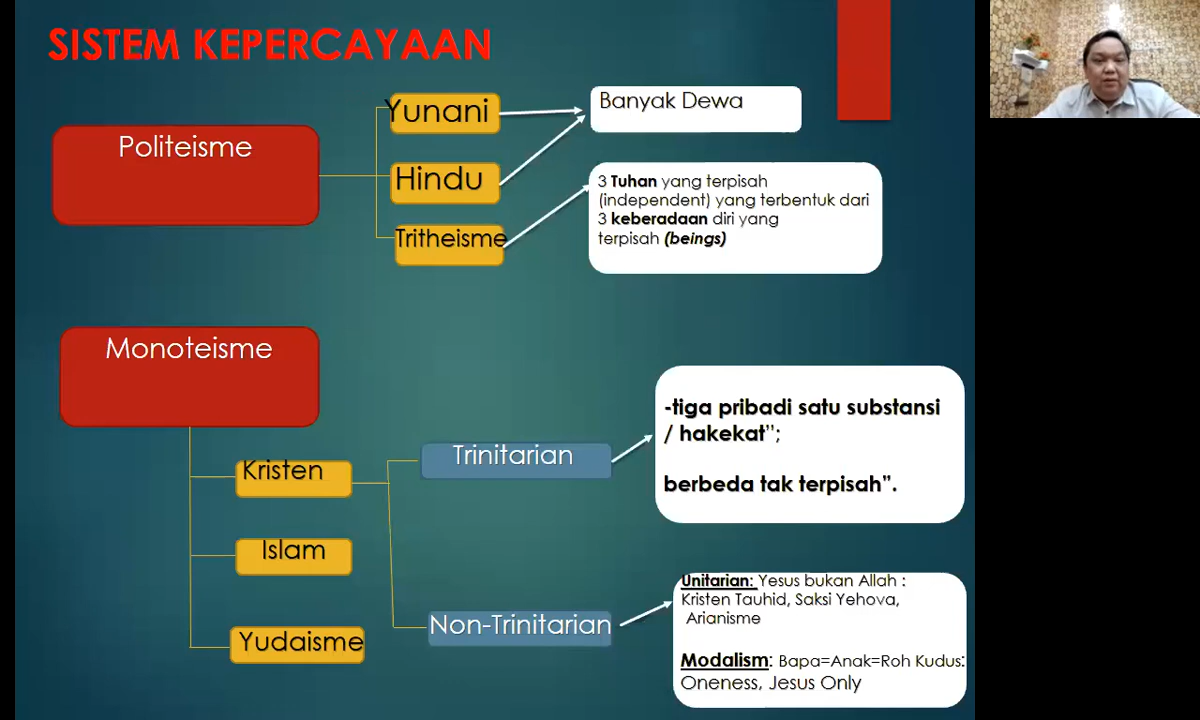 SISTEM KEPERCAYAAN
Politeisme
Yunani
Hindu
Tritheisme
Banyak Dewa
3 Tuhan yang terpisah
(independent) yang terbentuk dari
3 keberadaan diri yang
terpisah (beings)
Monoteisme
Kristen
Islam
Yudaisme
Trinitarian
Non-Trinitarian
-tiga pribadi satu substansi
/ hakekat";
berbeda tak terpisah".
Unitarian: Yesus bukan Allah :
Kristen Tauhid, Saksi Yehova,
Arianisme
Modalism: Bapa=Anak=Roh Kudus:
Oneness, Jesus Only